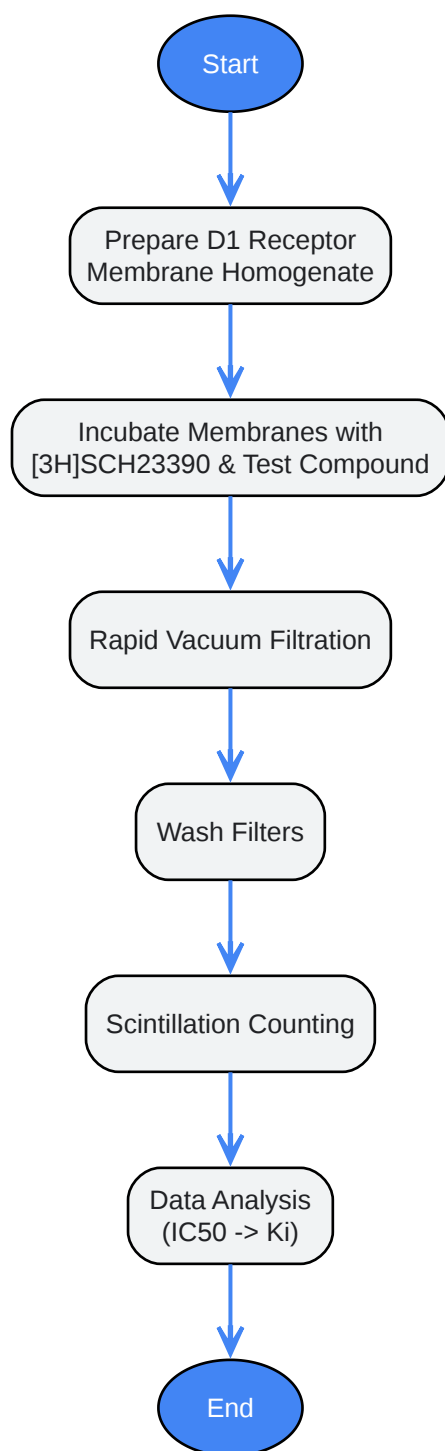 Start
Prepare D1 Receptor
Membrane Homogenate
Incubate Membranes with
[3H]SCH23390 & Test Compound
Rapid Vacuum Filtration
Wash Filters
Scintillation Counting
Data Analysis
(IC50 -> Ki)
End